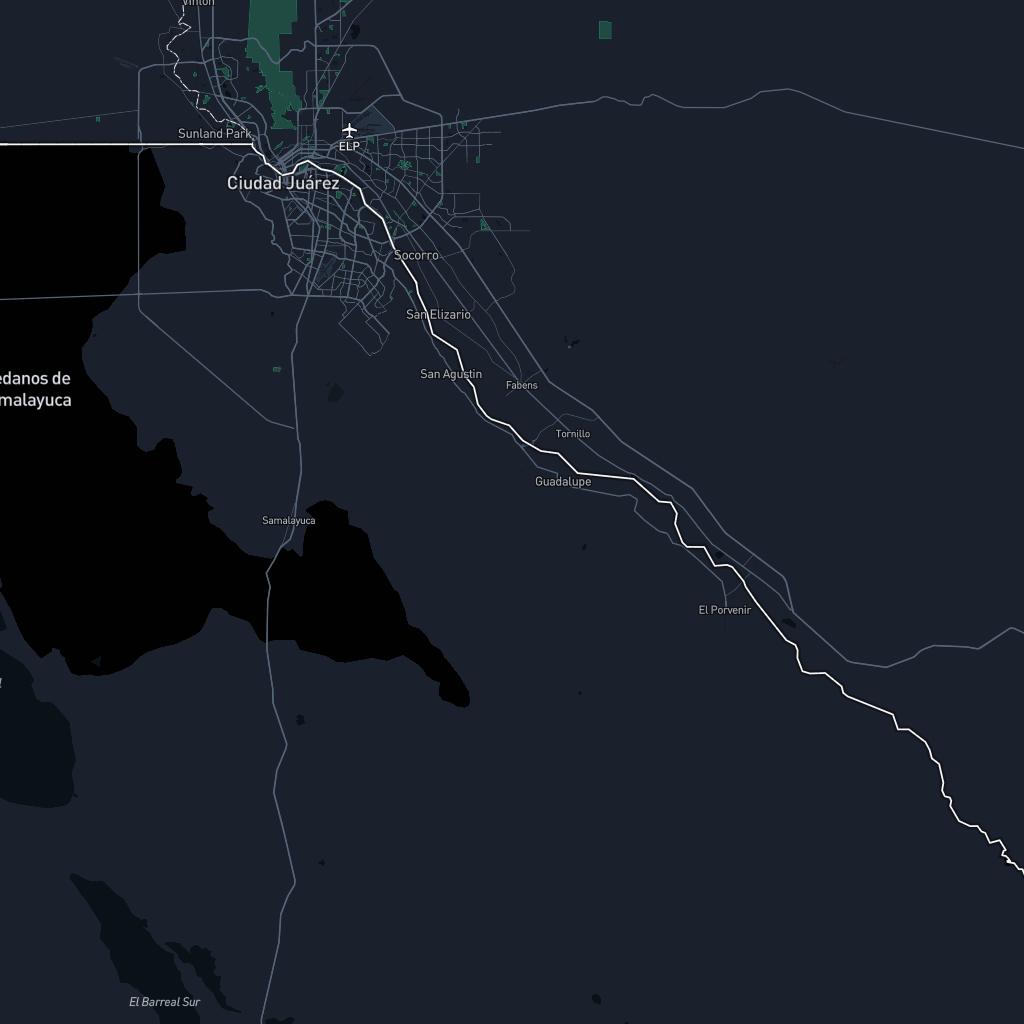 Vinton
Sunland Park
ELP
Ciudad Juárez
Socorro
San Elizario
San Agustin
Fabens
edanos de
malayuca
Tornillo
Guadalupe
Samalayuca
El Porvenir
El Barreal Sur